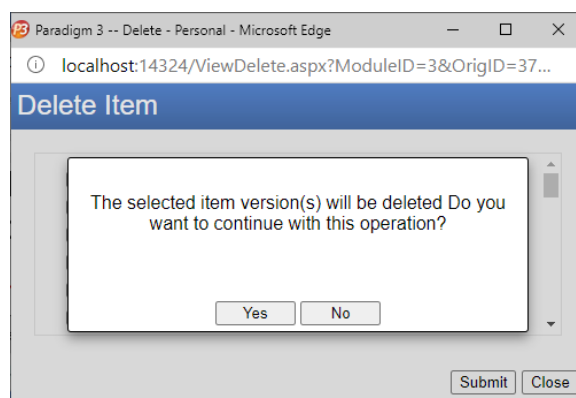 P3 Paradigm 3 -- Delete - Personal - Microsoft Edge
localhost:14324/ViewDelete.aspx?ModuleID=3&OrigID=37...
Delete Item
The selected item version(s) will be deleted Do you
want to continue with this operation?
Yes No
Submit Close